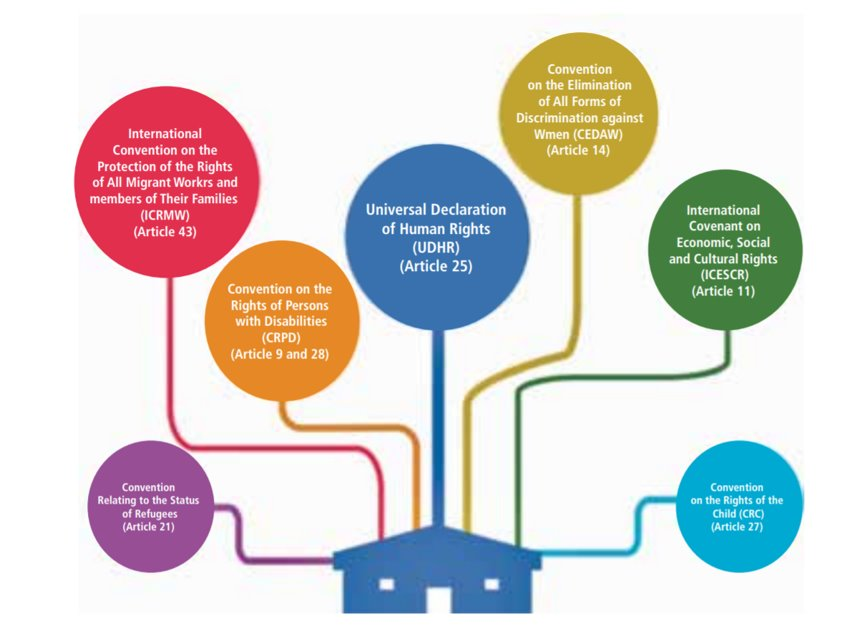 International
Convention on the
Protection of the Rights
of All Migrant Workrs and
members of Their Families
(ICRMW)
(Article 43)
Convention on the
Rights of Persons
with Disabilities
(CRPD)
(Article 9 and 28)
Universal Declaration
of Human Rights
(UDHR)
(Article 25)
Convention
on the Elimination
of All Forms of
Discrimination against
Wmen (CEDAW)
(Article 14)
International
Covenant on
Economic, Social
and Cultural Rights
(ICESCR)
(Article 11)
Convention
Relating to the Status
of Refugees
(Article 21)
Convention
on the Rights of the
Child (CRC)
(Article 27)